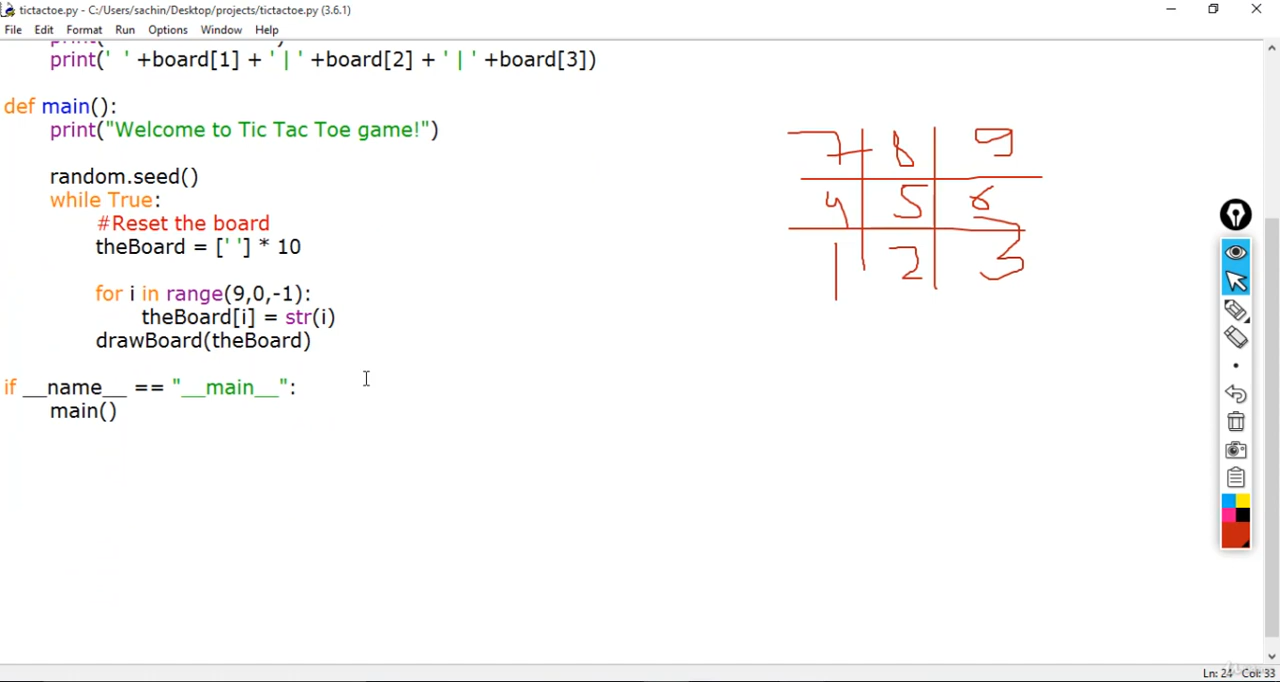 tictactoe.py - C:/Users/sachin/Desktop/projects/tictactoe.py (3.6.1)
File Edit Format Run Options Window Help
print(' ' +board[1] + ' | ' +board[2] + ' | ' +board[3])
def main():
print("Welcome to Tic Tac Toe game!")
random.seed()
while True:
#Reset the board
theBoard = [' '] * 10
for i in range(9,0,-1):
theBoard[i] = str(i)
drawBoard(theBoard)
if __name__ == "__main__":
main()
7 8 9
4 5 6
1 2 3
Ln: 24 Col: 33